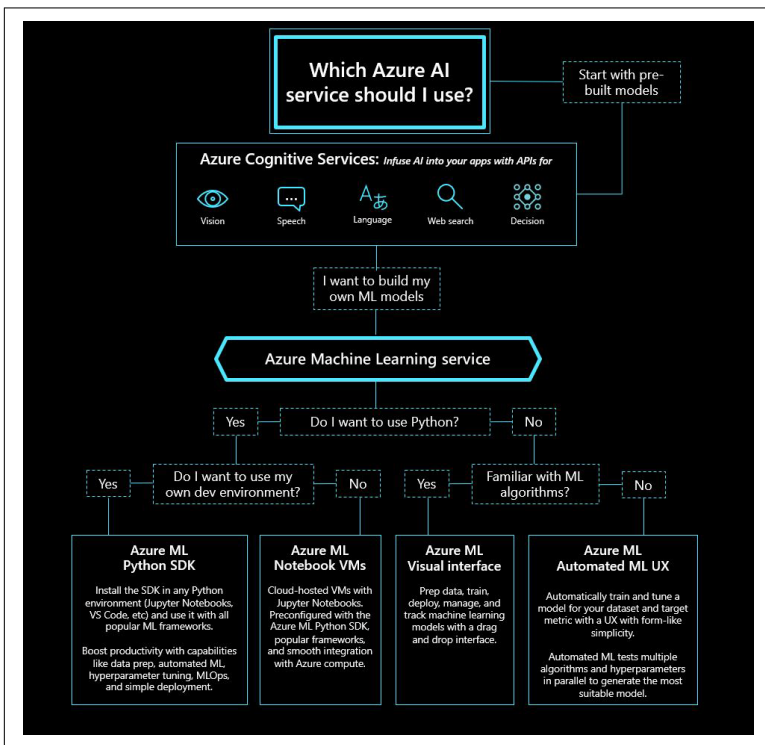 Which Azure AI
service should I use?
Start with pre-
built models
Azure Cognitive Services: Infuse AI into your apps with APIs for
A あ
Vision
Speech
Language
Web search
Decision
I want to build my
own ML models
Azure Machine Learning service
Yes
Do I want to use Python?
No
Yes
Do I want to use my
own dev environment?
No
Yes
Familiar with ML
algorithms?
No
Azure ML
Python SDK
Install the SDK in any Python
environment (Jupyter Notebooks,
VS Code, etc) and use it with all
popular ML frameworks.
Boost productivity with capabilities
like data prep, automated ML,
hyperparameter tuning, MLOps,
and simple deployment.
Azure ML
Notebook VMs
Cloud-hosted VMs with
Jupyter Notebooks.
Preconfigured with the
Azure ML Python SDK,
popular frameworks,
and smooth integration
with Azure compute.
Azure ML
Visual interface
Prep data, train,
deploy, manage, and
track machine learning
models with a drag
and drop interface.
Azure ML
Automated ML UX
Automatically train and tune a
model for your dataset and target
metric with a UX with form-like
simplicity.
Automated ML tests multiple
algorithms and hyperparameters
in parallel to generate the most
suitable model.